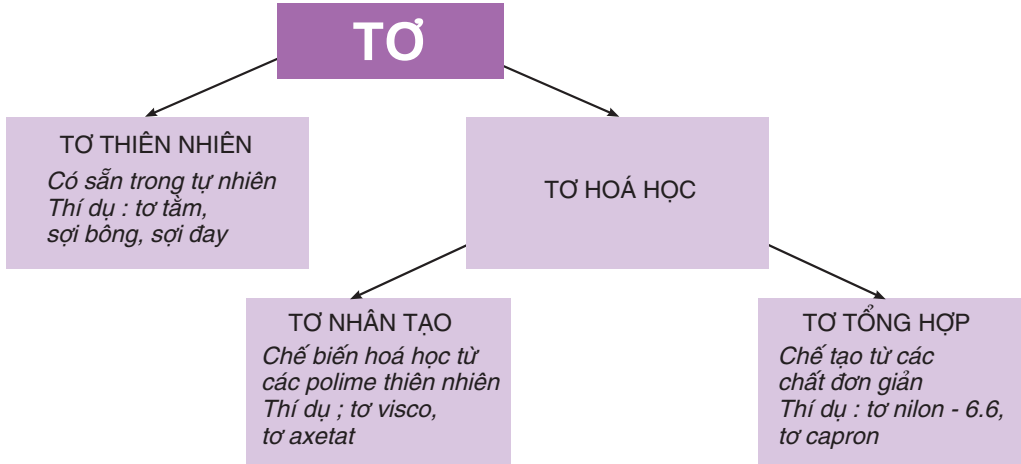 TƠ
TƠ THIÊN NHIÊN
Có sẵn trong tự nhiên
Thí dụ : tơ tằm,
sợi bông, sợi đay
TƠ HOÁ HỌC
TƠ NHÂN TẠO
Chế biến hoá học từ
các polime thiên nhiên
Thí dụ ; tơ visco,
tơ axetat
TƠ TỔNG HỢP
Chế tạo từ các
chất đơn giản
Thí dụ : tơ nilon - 6.6,
tơ capron